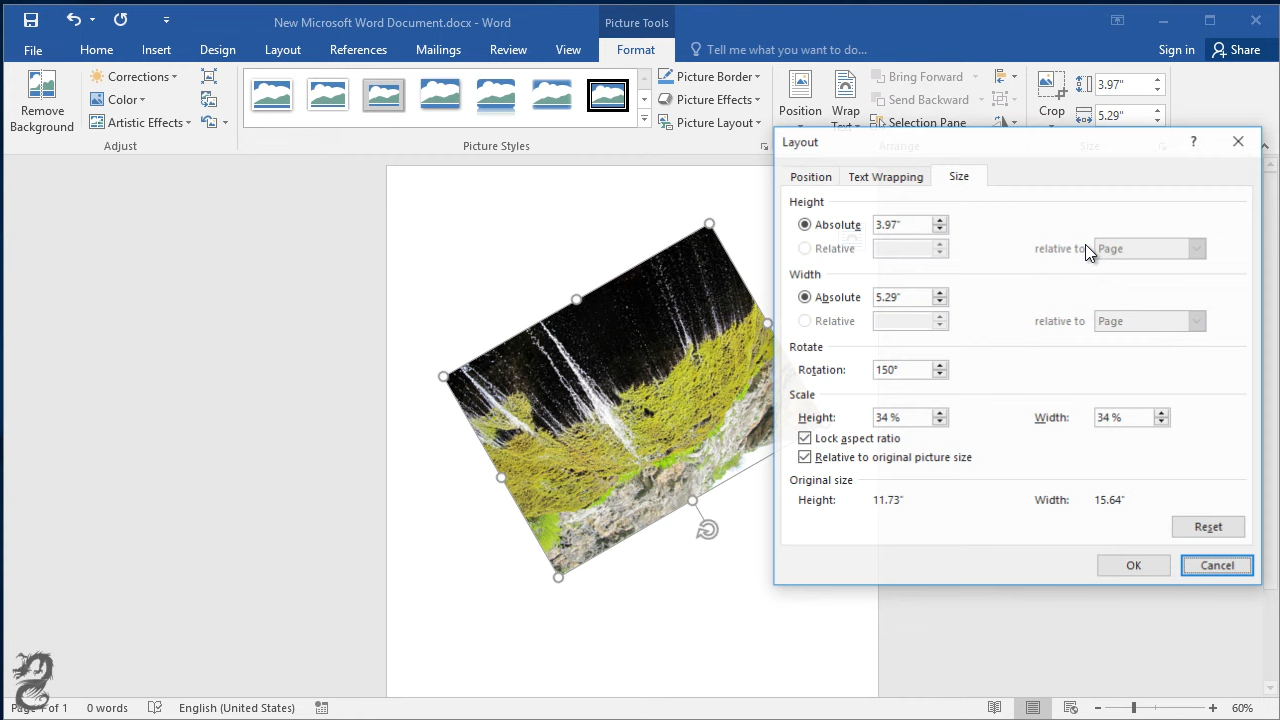 New Microsoft Word Document.docx - Word
Picture Tools
File
Home
Insert
Design
Layout
References
Mailings
Review
View
Format
Tell me what you want to do...
Sign in
Share
Remove
Background
Corrections
Color
Artistic Effects
Adjust
Picture Styles
Picture Border
Picture Effects
Picture Layout
Position
Wrap
Text
Bring Forward
Send Backward
Selection Pane
Arrange
Crop
3.97"
5.29"
Size
Layout
?
Position
Text Wrapping
Size
Height
Absolute
3.97"
Relative
relative to
Page
Width
Absolute
5.29"
Relative
relative to
Page
Rotate
Rotation:
150°
Scale
Height:
34 %
Width:
34 %
Lock aspect ratio
Relative to original picture size
Original size
Height:
11.73"
Width:
15.64"
Reset
OK
Cancel
Page 1 of 1
0 words
English (United States)
60%